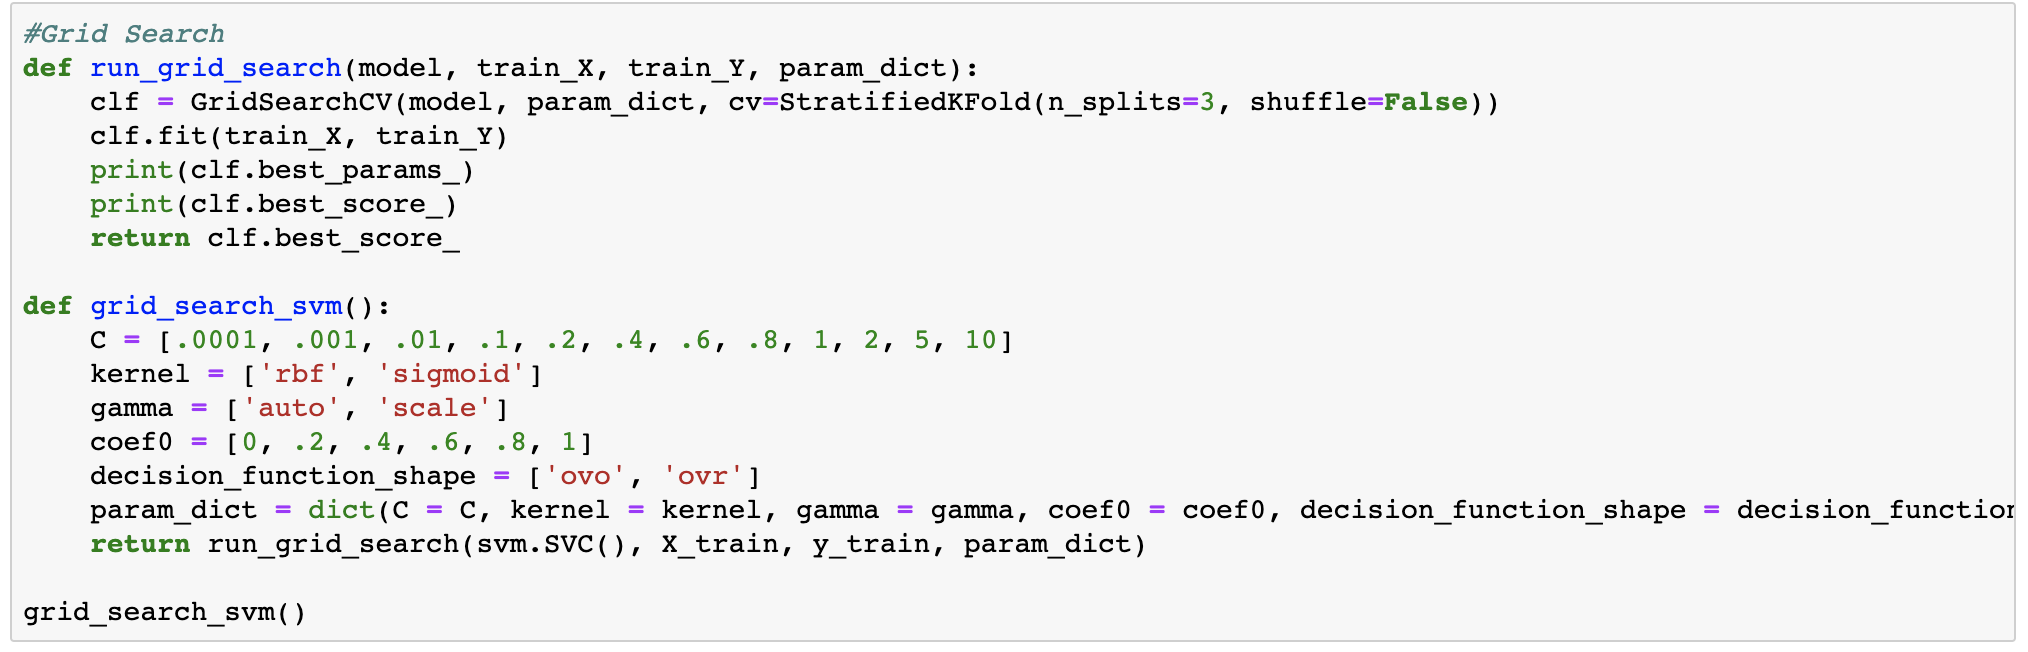 #Grid Search
def run_grid_search(model, train_X, train_Y, param_dict):
    clf = GridSearchCV(model, param_dict, cv=StratifiedKFold(n_splits=3, shuffle=False))
    clf.fit(train_X, train_Y)
    print(clf.best_params_)
    print(clf.best_score_)
    return clf.best_score_

def grid_search_svm():
    C = [.0001, .001, .01, .1, .2, .4, .6, .8, 1, 2, 5, 10]
    kernel = ['rbf', 'sigmoid']
    gamma = ['auto', 'scale']
    coef0 = [0, .2, .4, .6, .8, 1]
    decision_function_shape = ['ovo', 'ovr']
    param_dict = dict(C = C, kernel = kernel, gamma = gamma, coef0 = coef0, decision_function_shape = decision_function
    return run_grid_search(svm.SVC(), X_train, y_train, param_dict)

grid_search_svm()